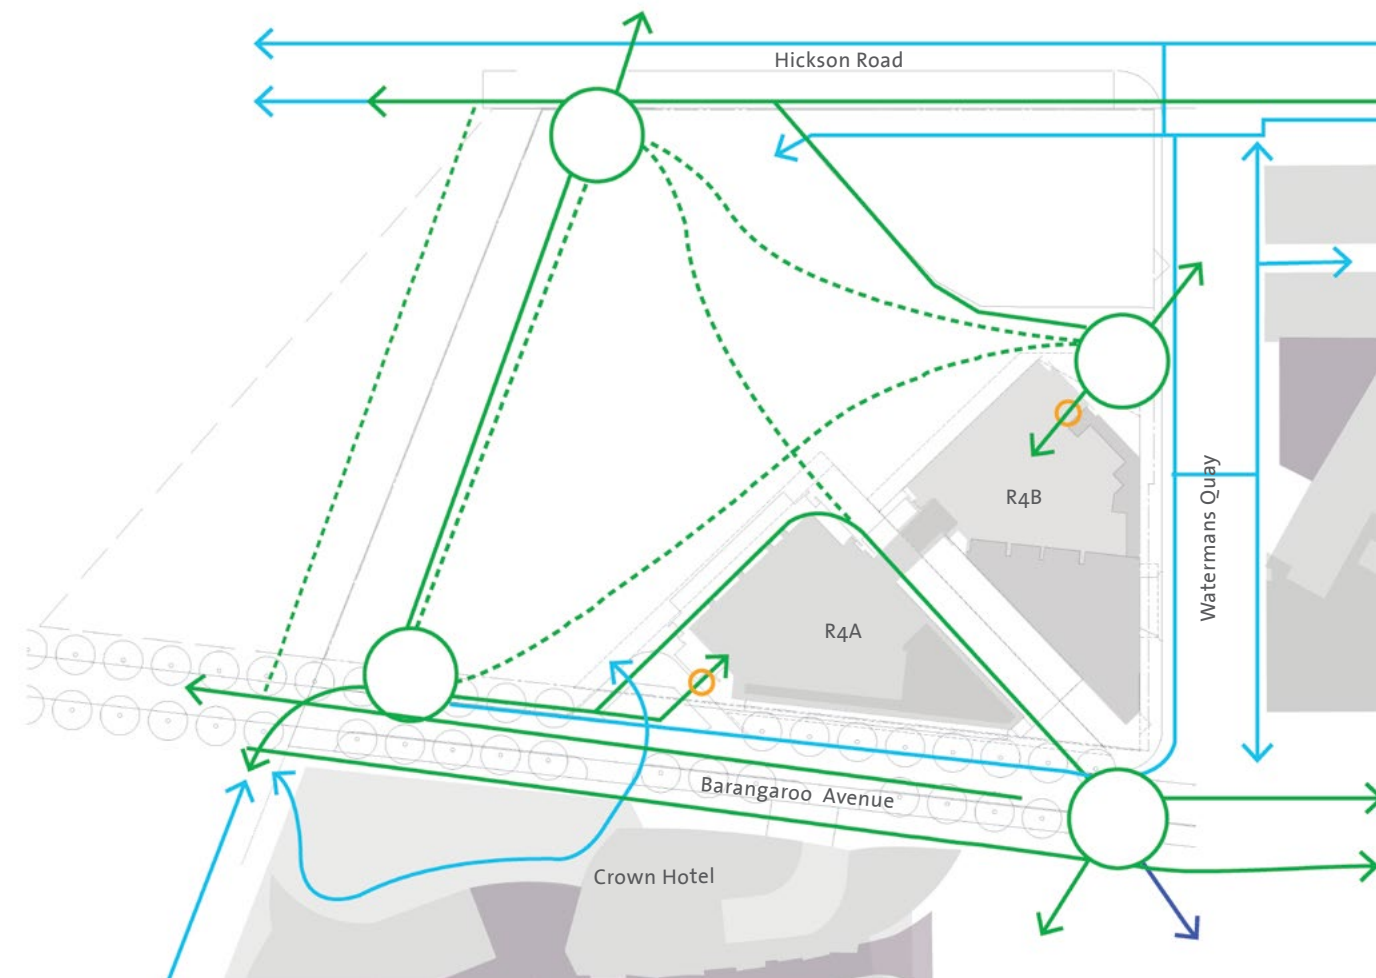 Hickson Road
R4B
Watermans Quay
R4A
Barangaroo Avenue
Crown Hotel